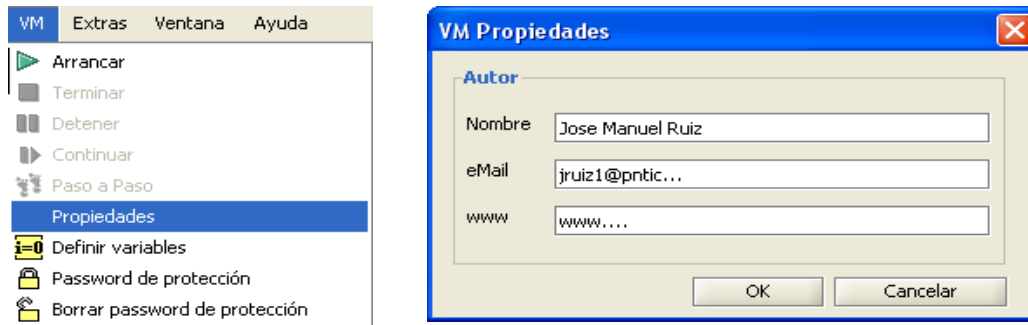 VM Extras Ventana Ayuda
Arrancar
Terminar
Detener
Continuar
Paso a Paso
Propiedades
i=0 Definir variables
Password de protección
Borrar password de protección
VM Propiedades
Autor
Nombre Jose Manuel Ruiz
eMail jruiz1@pntic...
www www....
OK Cancelar